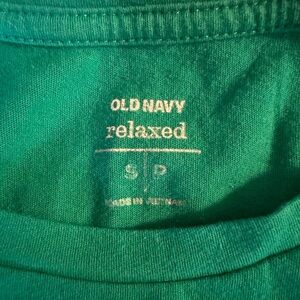 OLD NAVY
relaxed
S | P
MADE IN VIETNAM